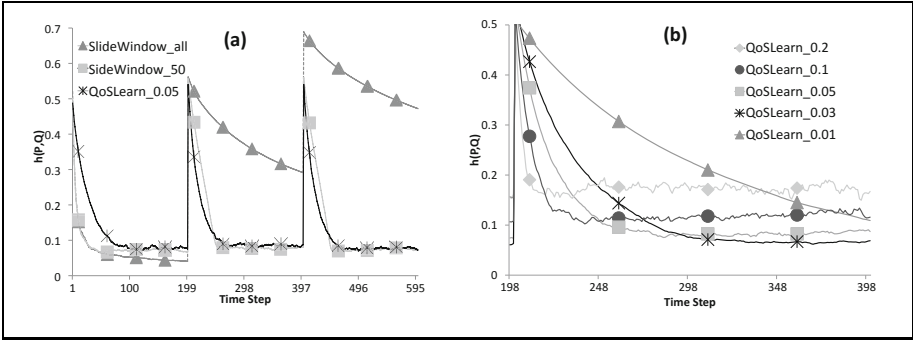 (a)
SlideWindow_all
SlideWindow_50
QoSLearn_0.05
h(P,Q)
0.7
0.6
0.5
0.4
0.3
0.2
0.1
0
1 100 199 298 397 496 595
Time Step
(b)
QoSLearn_0.2
QoSLearn_0.1
QoSLearn_0.05
QoSLearn_0.03
QoSLearn_0.01
h(P,Q)
0.5
0.4
0.3
0.2
0.1
0
198 248 298 348 398
Time Step